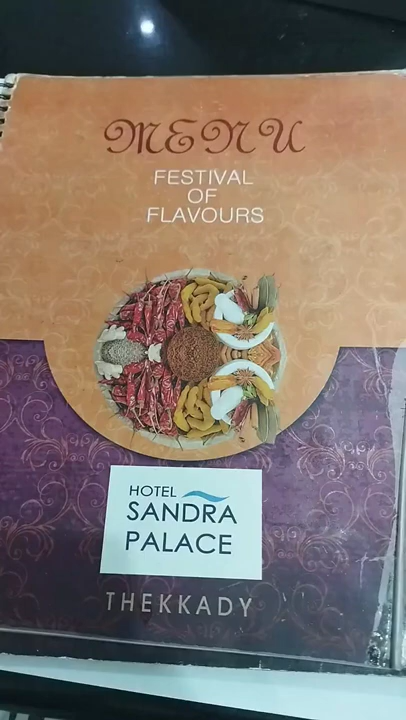 MENU
FESTIVAL
OF
FLAVOURS
HOTEL
SANDRA
PALACE
THEKKADY